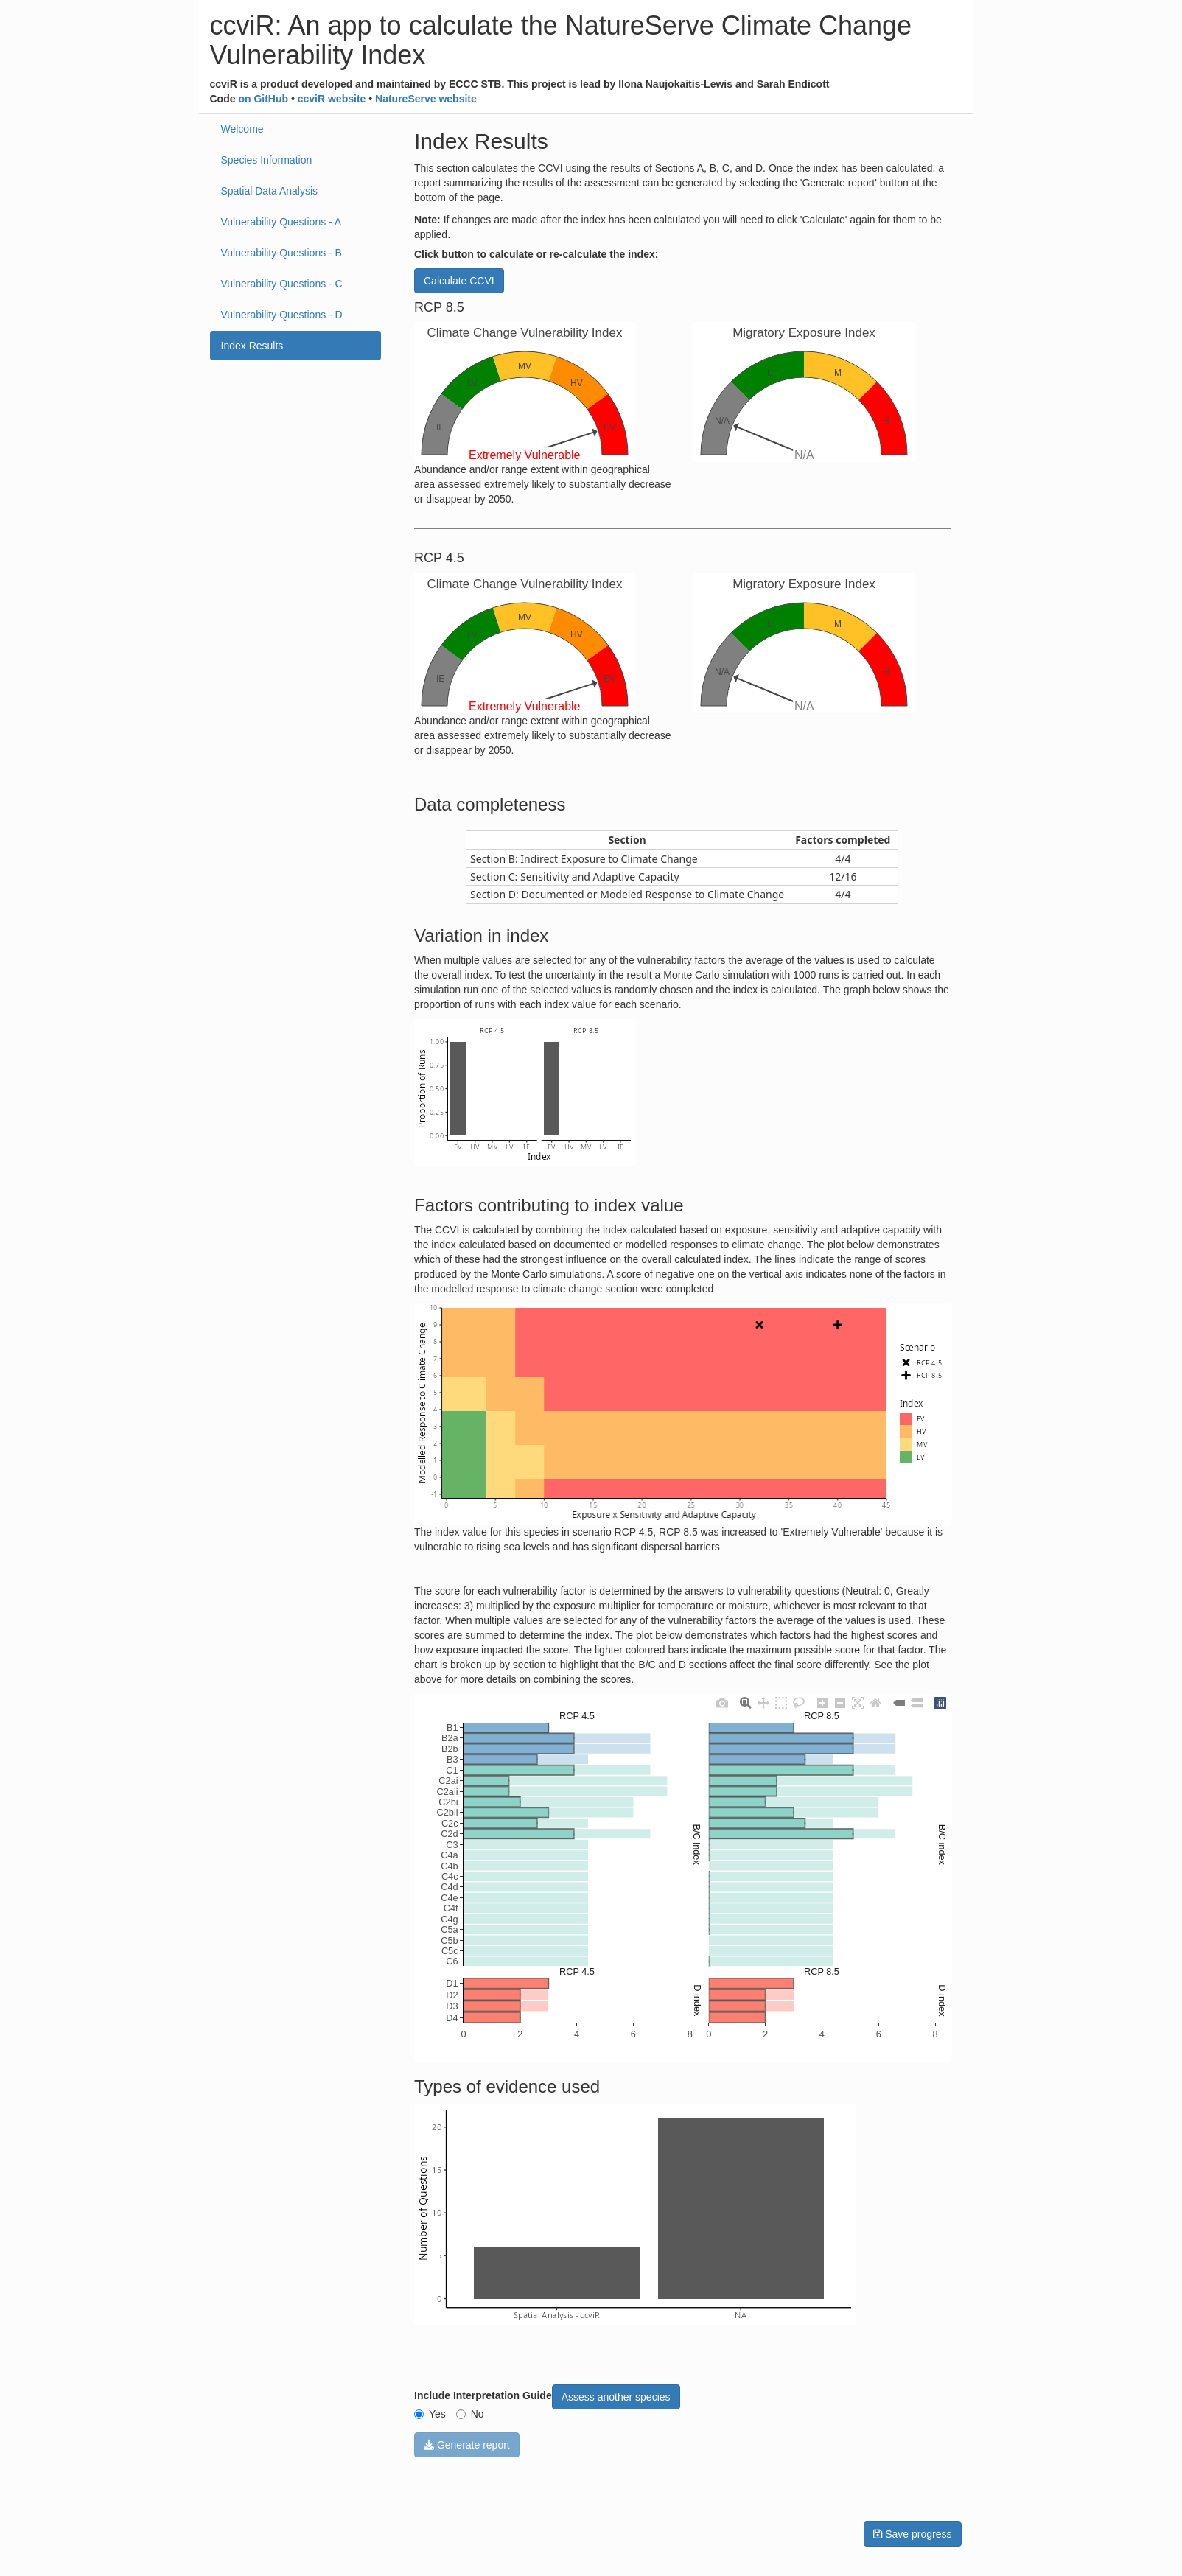 ccviR: An app to calculate the NatureServe Climate Change
Vulnerability Index
ccviR is a product developed and maintained by ECCC STB. This project is lead by Ilona Naujokaitis-Lewis and Sarah Endicott
Code on GitHub • ccviR website • NatureServe website
Welcome
Species Information
Spatial Data Analysis
Vulnerability Questions - A
Vulnerability Questions - B
Vulnerability Questions - C
Vulnerability Questions - D
Index Results
Index Results
This section calculates the CCVI using the results of Sections A, B, C, and D. Once the index has been calculated, a
report summarizing the results of the assessment can be generated by selecting the 'Generate report' button at the
bottom of the page.
Note: If changes are made after the index has been calculated you will need to click 'Calculate' again for them to be
applied.
Click button to calculate or re-calculate the index:
Calculate CCVI
RCP 8.5
Climate Change Vulnerability Index
IE
MV
HV
EV
Extremely Vulnerable
Migratory Exposure Index
N/A
M
H
N/A
Abundance and/or range extent within geographical
area assessed extremely likely to substantially decrease
or disappear by 2050.
RCP 4.5
Climate Change Vulnerability Index
IE
MV
HV
EV
Extremely Vulnerable
Migratory Exposure Index
N/A
M
H
N/A
Abundance and/or range extent within geographical
area assessed extremely likely to substantially decrease
or disappear by 2050.
Data completeness
Section Factors completed
Section B: Indirect Exposure to Climate Change 4/4
Section C: Sensitivity and Adaptive Capacity 12/16
Section D: Documented or Modeled Response to Climate Change 4/4
Variation in index
When multiple values are selected for any of the vulnerability factors the average of the values is used to calculate
the overall index. To test the uncertainty in the result a Monte Carlo simulation with 1000 runs is carried out. In each
simulation run one of the selected values is randomly chosen and the index is calculated. The graph below shows the
proportion of runs with each index value for each scenario.
RCP 4.5 RCP 8.5
Proportion of Runs
1.00
0.75
0.50
0.25
0.00
EV HV MV LV IE EV HV MV LV IE
Index
Factors contributing to index value
The CCVI is calculated by combining the index calculated based on exposure, sensitivity and adaptive capacity with
the index calculated based on documented or modelled responses to climate change. The plot below demonstrates
which of these had the strongest influence on the overall calculated index. The lines indicate the range of scores
produced by the Monte Carlo simulations. A score of negative one on the vertical axis indicates none of the factors in
the modelled response to climate change section were completed
Modelled Response to Climate Change
10
9
8
7
6
5
4
3
2
1
0
-1
0 5 10 15 20 25 30 35 40 45
Exposure x Sensitivity and Adaptive Capacity
Scenario
RCP 4.5
RCP 8.5
Index
EV
HV
MV
LV
The index value for this species in scenario RCP 4.5, RCP 8.5 was increased to 'Extremely Vulnerable' because it is
vulnerable to rising sea levels and has significant dispersal barriers
The score for each vulnerability factor is determined by the answers to vulnerability questions (Neutral: 0, Greatly
increases: 3) multiplied by the exposure multiplier for temperature or moisture, whichever is most relevant to that
factor. When multiple values are selected for any of the vulnerability factors the average of the values is used. These
scores are summed to determine the index. The plot below demonstrates which factors had the highest scores and
how exposure impacted the score. The lighter coloured bars indicate the maximum possible score for that factor. The
chart is broken up by section to highlight that the B/C and D sections affect the final score differently. See the plot
above for more details on combining the scores.
RCP 4.5 RCP 8.5
B1
B2a
B2b
B3
C1
C2ai
C2aii
C2bi
C2bii
C2c
C2d
C3
C4a
C4b
C4c
C4d
C4e
C4f
C4g
C5a
C5b
C5c
C6
B/C index
B/C index
RCP 4.5 RCP 8.5
D1
D2
D3
D4
D index
D index
0 2 4 6 8 0 2 4 6 8
Types of evidence used
Number of Questions
20
15
10
5
0
Spatial Analysis - ccviR NA
Include Interpretation Guide
Assess another species
Yes No
Generate report
Save progress